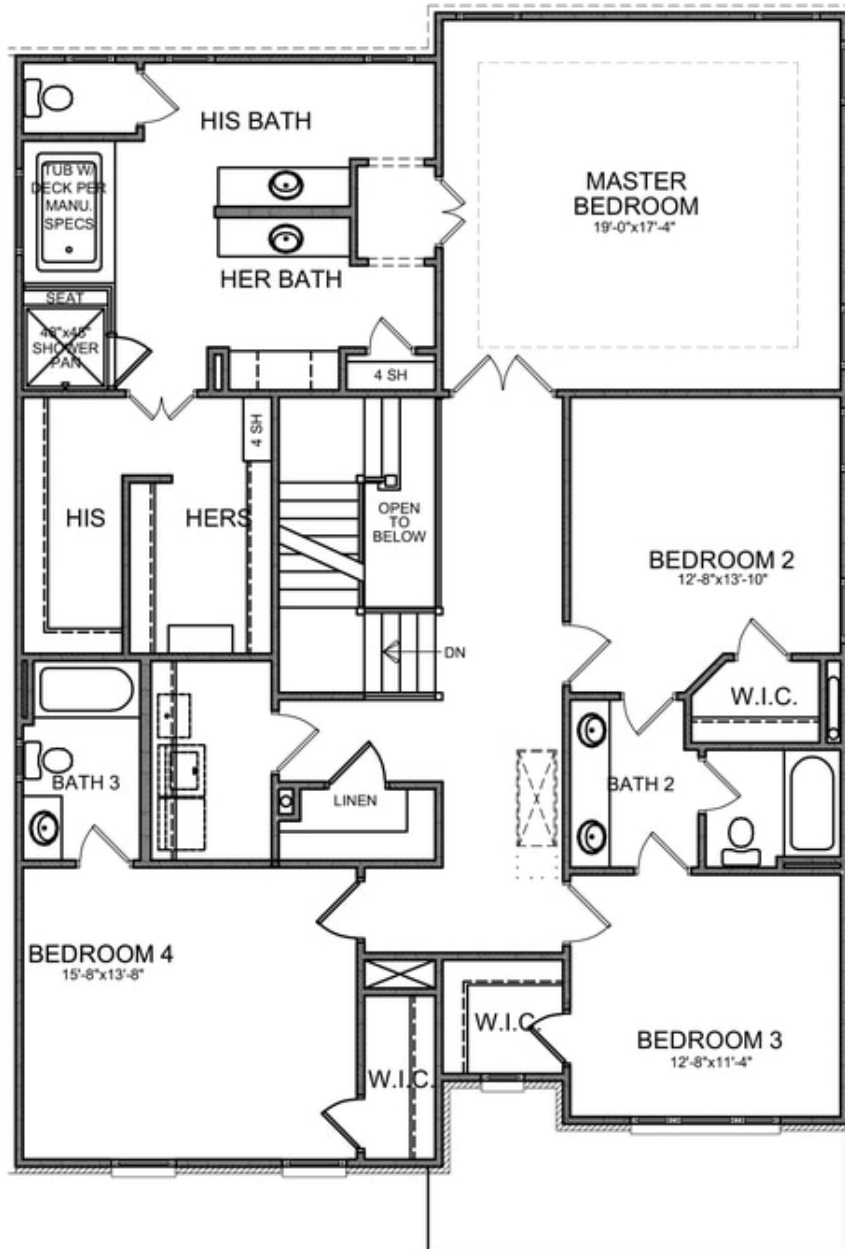 HIS BATH
TUB W/
DECK PER
MANU.
SPECS
MASTER
BEDROOM
19'-0"x17'-4"
HER BATH
SEAT
48"x48"
SHOWER
PAN
4 SH
4 SH
HIS
HERS
OPEN
TO
BELOW
BEDROOM 2
12'-8"x13'-10"
DN
W.I.C.
BATH 3
LINEN
BATH 2
BEDROOM 4
15'-8"x13'-8"
W.I.C.
BEDROOM 3
12'-8"x11'-4"
W.I.C.